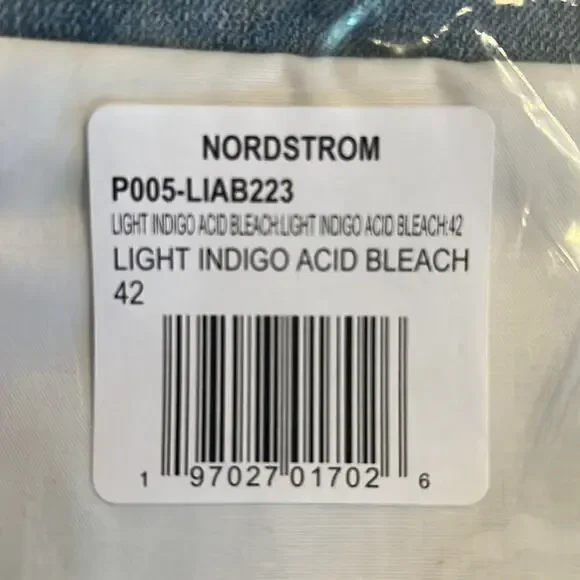 NORDSTROM
P005-LIAB223
LIGHT INDIGO ACID BLEACH:LIGHT INDIGO ACID BLEACH:42
LIGHT INDIGO ACID BLEACH
42
1 97027 01702 6